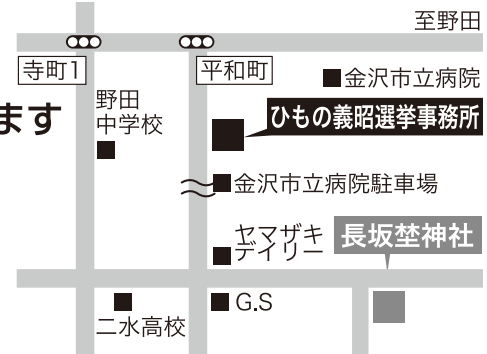 至野田
寺町1
平和町
金沢市立病院
ます
野田
中学校
ひもの義昭選挙事務所
金沢市立病院駐車場
ヤマザキ
デイリー
長坂埜神社
二水高校
G.S